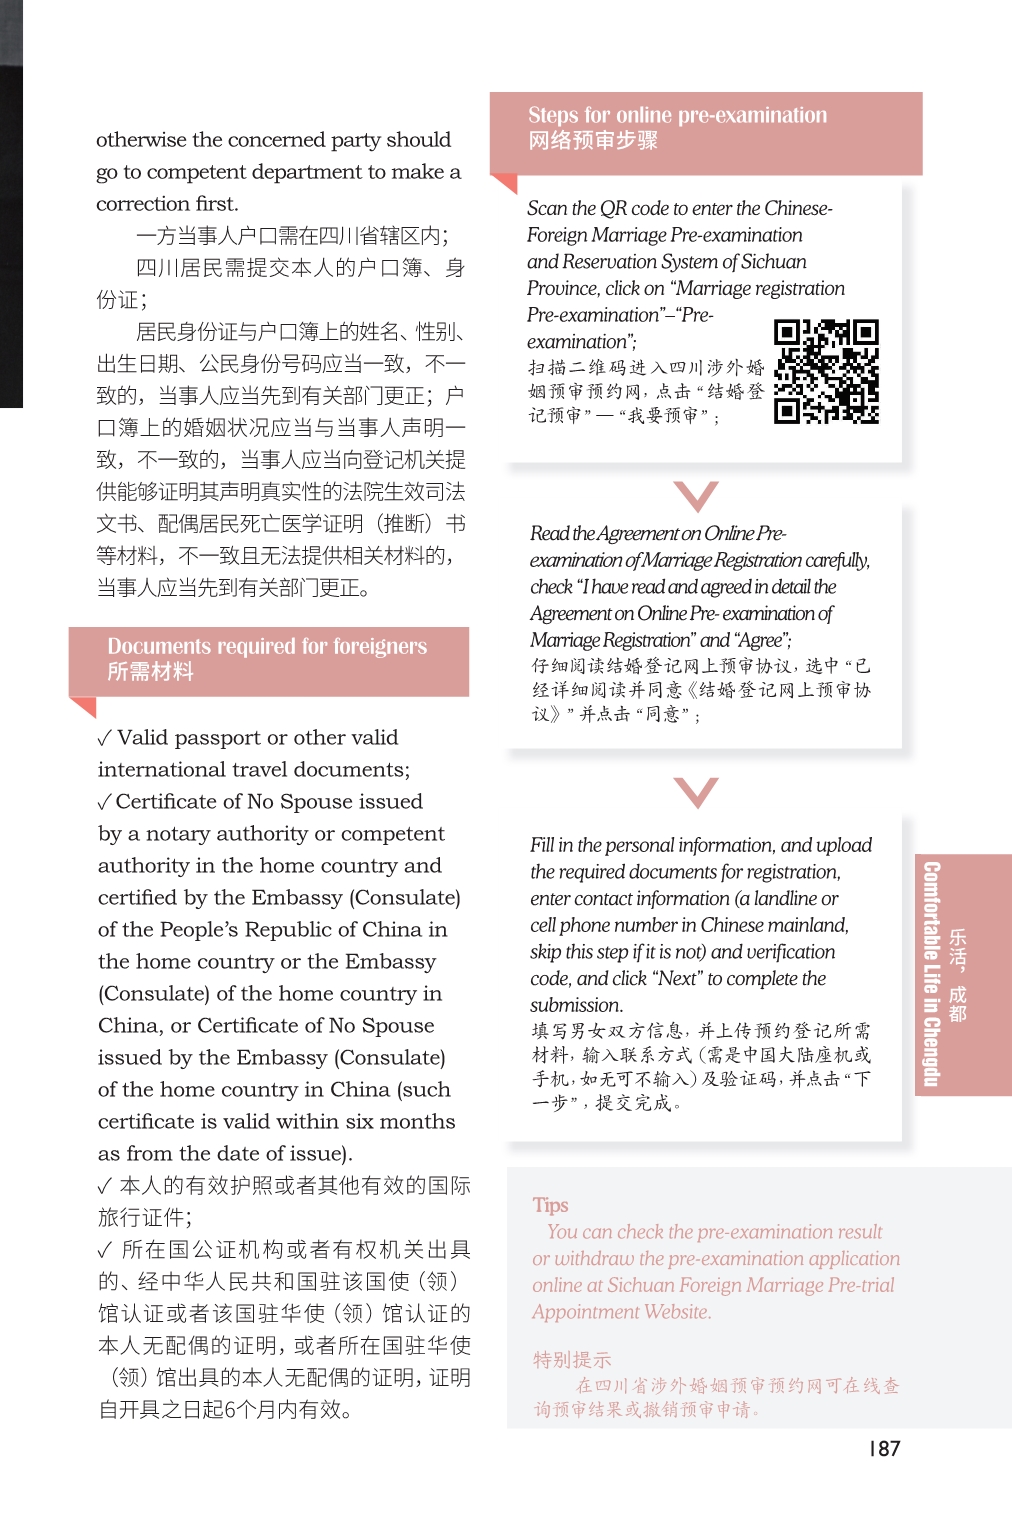 otherwise the concerned party should
go to competent department to make a
correction first.
一方当事人户口需在四川省辖区内；
四川居民需提交本人的户口簿、身
份证；
居民身份证与户口簿上的姓名、性别、
出生日期、公民身份号码应当一致，不一
致的，当事人应当先到有关部门更正；户
口簿上的婚姻状况应当与当事人声明一
致，不一致的，当事人应当向登记机关提
供能够证明其声明真实性的法院生效司法
文书、配偶居民死亡医学证明（推断）书
等材料，不一致且无法提供相关材料的，
当事人应当先到有关部门更正。
Documents required for foreigners
所需材料
✓ Valid passport or other valid
international travel documents;
✓ Certificate of No Spouse issued
by a notary authority or competent
authority in the home country and
certified by the Embassy (Consulate)
of the People’s Republic of China in
the home country or the Embassy
(Consulate) of the home country in
China, or Certificate of No Spouse
issued by the Embassy (Consulate)
of the home country in China (such
certificate is valid within six months
as from the date of issue).
✓ 本人的有效护照或者其他有效的国际
旅行证件；
✓ 所在国公证机构或者有权机关出具
的、经中华人民共和国驻该国使（领）
馆认证或者该国驻华使（领）馆认证的
本人无配偶的证明，或者所在国驻华使
（领）馆出具的本人无配偶的证明，证明
自开具之日起6个月内有效。
Steps for online pre-examination
网络预审步骤
Scan the QR code to enter the Chinese-
Foreign Marriage Pre-examination
and Reservation System of Sichuan
Province, click on “Marriage registration
Pre-examination”–“Pre-
examination”;
扫描二维码进入四川涉外婚
姻预审预约网，点击“结婚登
记预审”—“我要预审”；
Read the Agreement on Online Pre-
examination of Marriage Registration carefully,
check “I have read and agreed in detail the
Agreement on Online Pre- examination of
Marriage Registration” and “Agree”;
仔细阅读结婚登记网上预审协议，选中“已
经详细阅读并同意《结婚登记网上预审协
议》”并点击“同意”；
Fill in the personal information, and upload
the required documents for registration,
enter contact information (a landline or
cell phone number in Chinese mainland,
skip this step if it is not) and verification
code, and click “Next” to complete the
submission.
填写男女双方信息，并上传预约登记所需
材料，输入联系方式（需是中国大陆座机或
手机，如无可不输入）及验证码，并点击“下
一步”，提交完成。
Tips
You can check the pre-examination result
or withdraw the pre-examination application
online at Sichuan Foreign Marriage Pre-trial
Appointment Website.
特别提示
在四川省涉外婚姻预审预约网可在线查
询预审结果或撤销预审申请。
乐活，成都
Comfortable Life in Chengdu
187